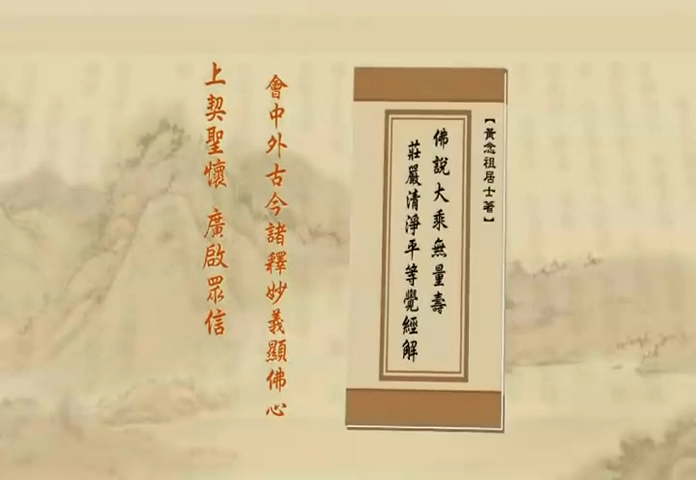 【黃念祖居士著】
佛說大乘無量壽
莊嚴清淨平等覺經解
會中外古今諸釋妙義顯佛心
上契聖懷 廣啟眾信